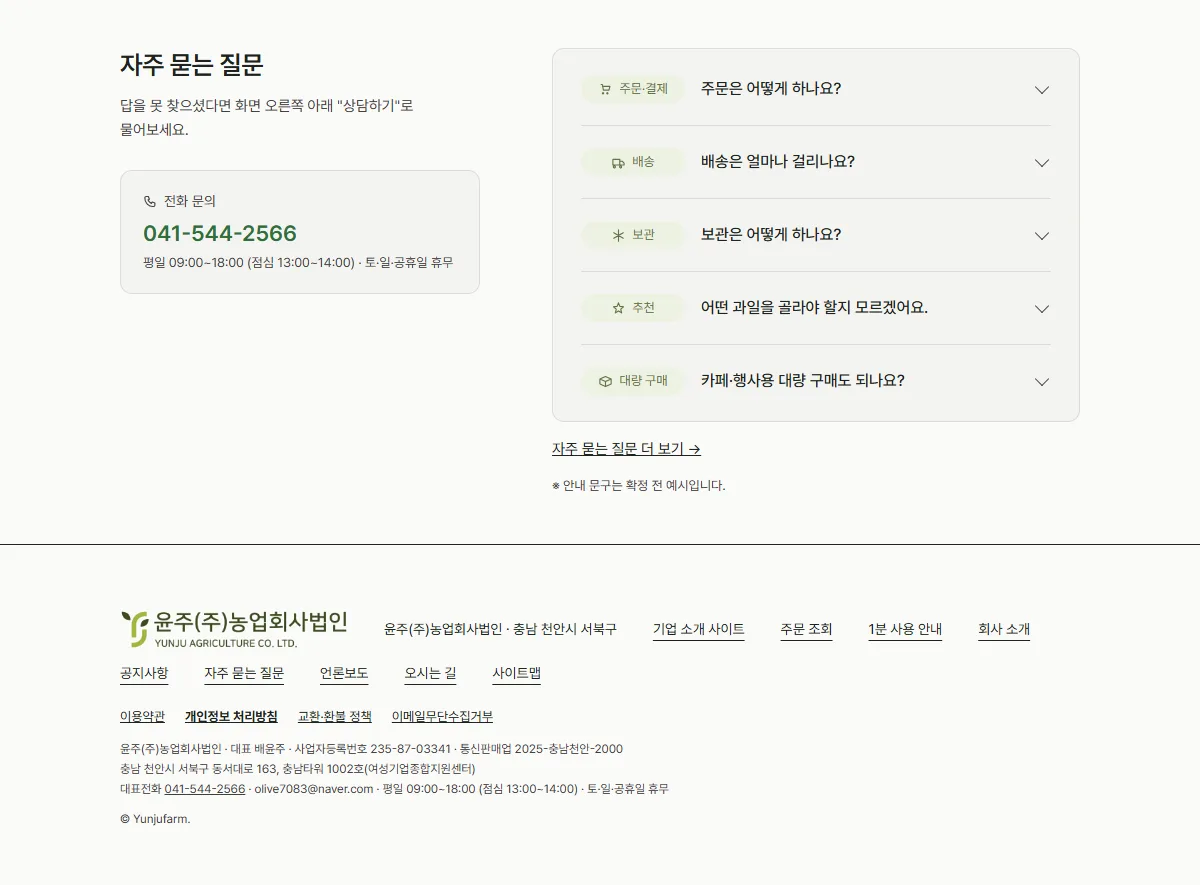 자주 묻는 질문
답을 못 찾으셨다면 화면 오른쪽 아래 "상담하기"로
물어보세요.
전화 문의
041-544-2566
평일 09:00~18:00 (점심 13:00~14:00) · 토·일·공휴일 휴무
주문·결제 주문은 어떻게 하나요?
배송 배송은 얼마나 걸리나요?
보관 보관은 어떻게 하나요?
추천 어떤 과일을 골라야 할지 모르겠어요.
대량 구매 카페·행사용 대량 구매도 되나요?
자주 묻는 질문 더 보기 →
※ 안내 문구는 확정 전 예시입니다.
윤주(주)농업회사법인
YUNJU AGRICULTURE CO. LTD.
윤주(주)농업회사법인 · 충남 천안시 서북구 기업 소개 사이트 주문 조회 1분 사용 안내 회사 소개
공지사항 자주 묻는 질문 언론보도 오시는 길 사이트맵
이용약관 개인정보 처리방침 교환·환불 정책 이메일무단수집거부
윤주(주)농업회사법인 · 대표 배윤주 · 사업자등록번호 235-87-03341 · 통신판매업 2025-충남천안-2000
충남 천안시 서북구 동서대로 163, 충남타워 1002호(여성기업종합지원센터)
대표전화 041-544-2566 · olive7083@naver.com · 평일 09:00~18:00 (점심 13:00~14:00) · 토·일·공휴일 휴무
© Yunjufarm.